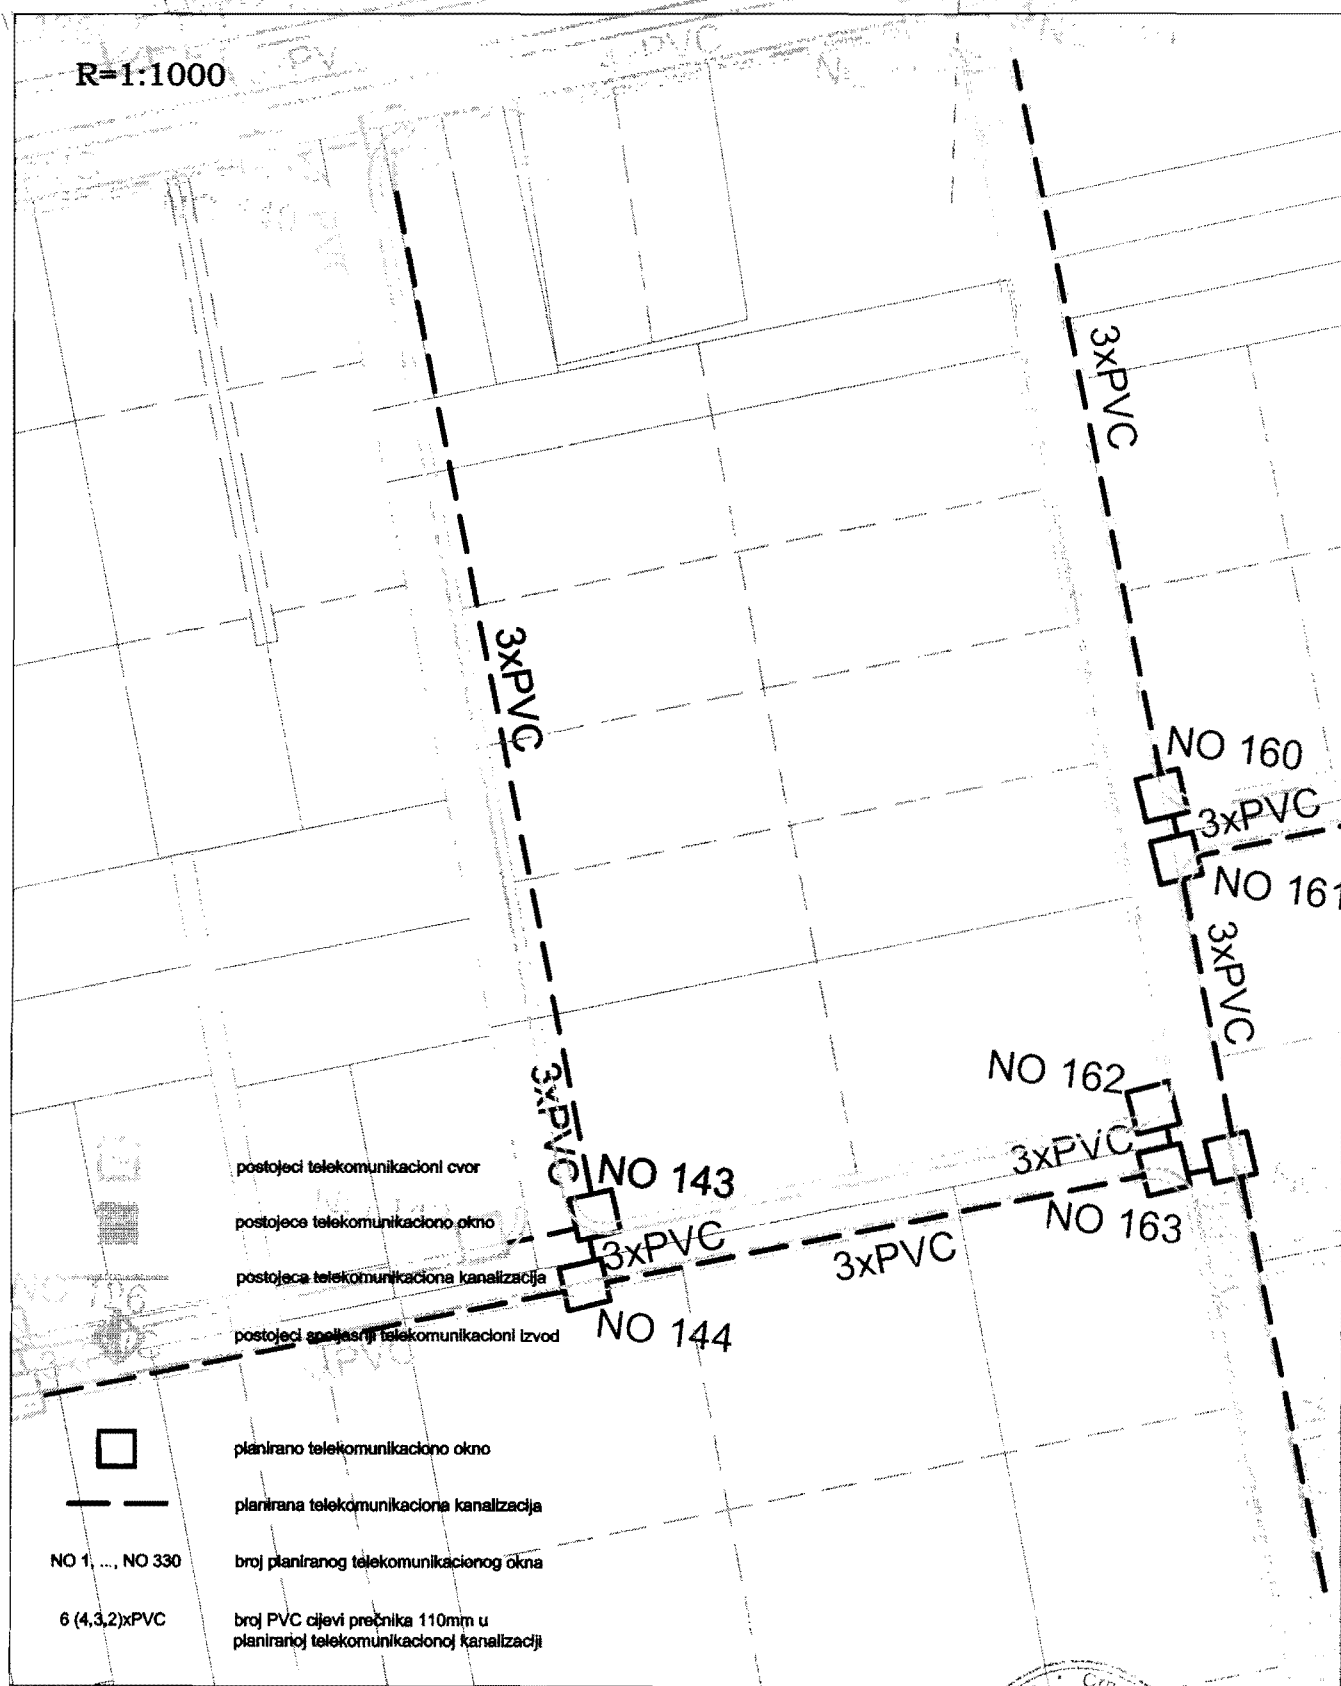 R=1:1000
PVC
3xPVC
3xPVC
NO 160
3xPVC
NO 161
3xPVC
3xPVC
NO 162
3xPVC
NO 163
NO 143
3xPVC
3xPVC
NO 144
postojeci telekomunikacioni cvor
postojece telekomunikaciono okno
postojeca telekomunikaciona kanalizacija
postojeci spoljasnji telekomunikacioni izvod
planirano telekomunikaciono okno
planirana telekomunikaciona kanalizacija
NO 1, ..., NO 330 broj planiranog telekomunikacionog okna
6 (4,3,2)xPVC broj PVC cijevi prečnika 110mm u
planiranoj telekomunikacionoj kanalizaciji